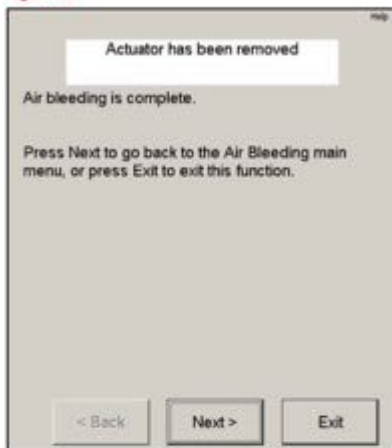 Help
Actuator has been removed
Air bleeding is complete.
Press Next to go back to the Air Bleeding main
menu, or press Exit to exit this function.
< Back
Next >
Exit